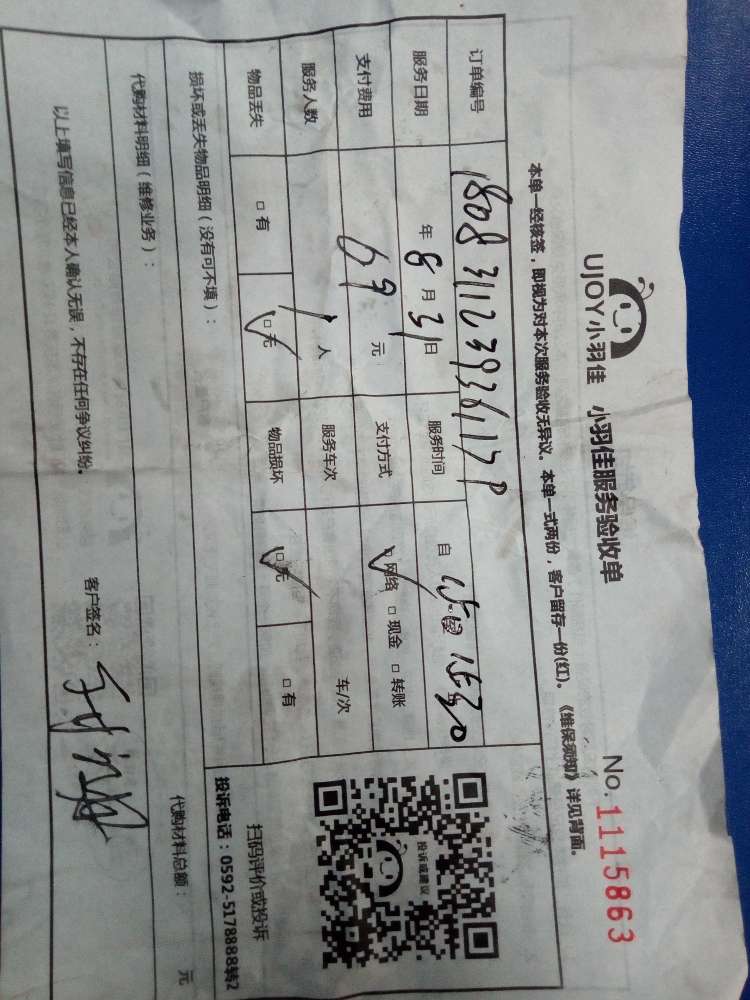 UJOY小羽佳 小羽佳服务验收单
No.1115863
本单一经核签，即视为对本次服务验收无异议。本单一式两份，客户留存一份(红)。《维保须知》详见背面。
订单编号
服务日期 年 8 月 31 日 服务时间 自
支付费用 69 元 支付方式 ☑网络 □现金 □转账
服务人数 1 人 服务车次 车/次
物品丢失 □有 ☑无 物品损坏 ☑无 □有
损坏或丢失物品明细（没有可不填）：
投诉或建议
扫码评价或投诉
投诉电话：0592-5178888转2
代购材料明细（维修业务）：
代购材料总额： 元
以上填写信息已经本人确认无误，不存在任何争议纠纷。 客户签名：